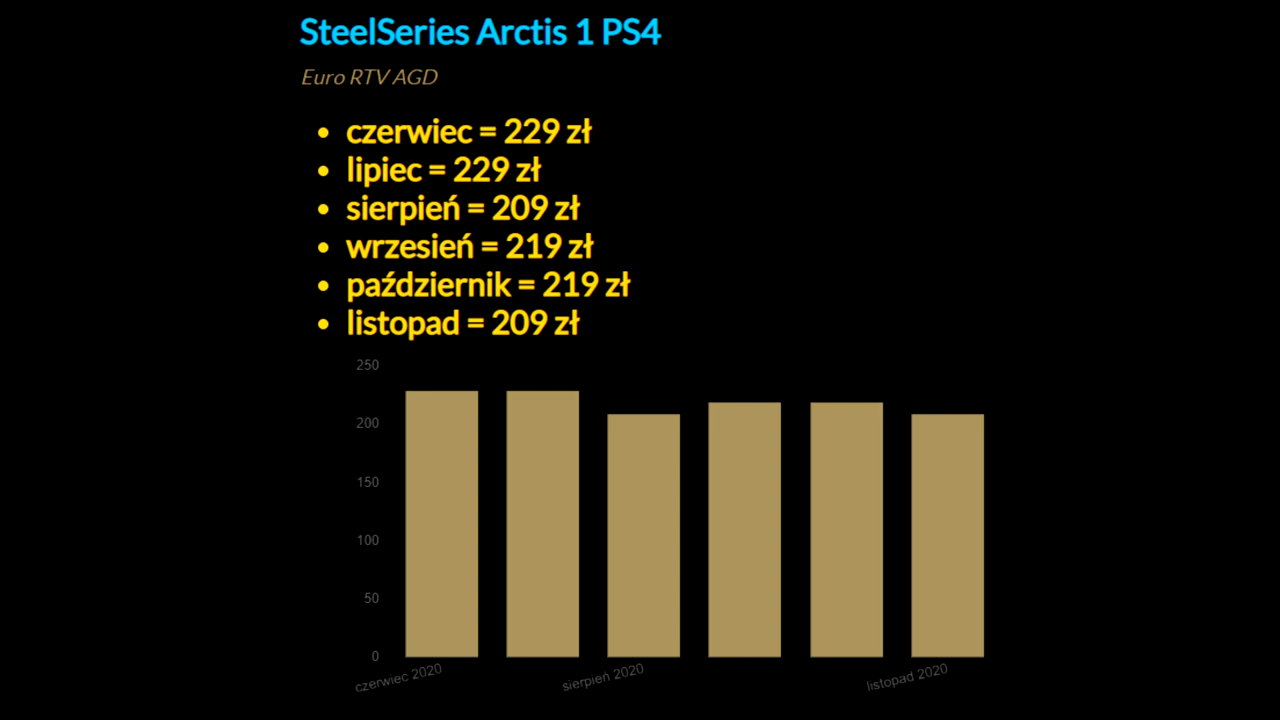 SteelSeries Arctis 1 PS4
Euro RTV AGD
• czerwiec = 229 zł
• lipiec = 229 zł
• sierpień = 209 zł
• wrzesień = 219 zł
• październik = 219 zł
• listopad = 209 zł
250
200
150
100
50
0
czerwiec 2020
sierpień 2020
listopad 2020